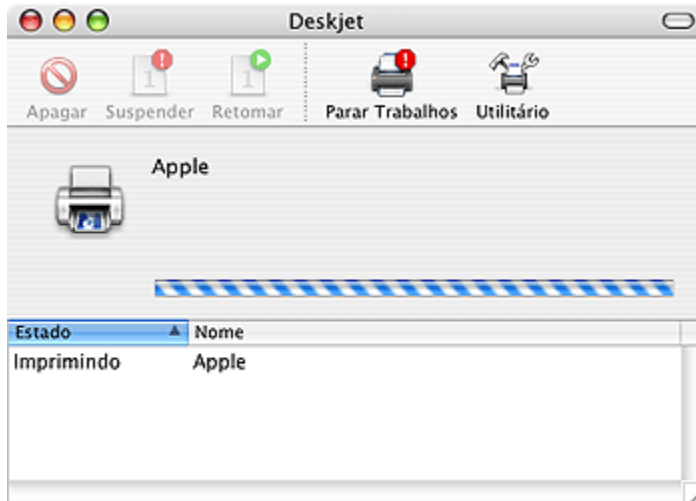 Deskjet
Apagar Suspender Retomar Parar Trabalhos Utilitário
Apple
Estado Nome
Imprimindo Apple